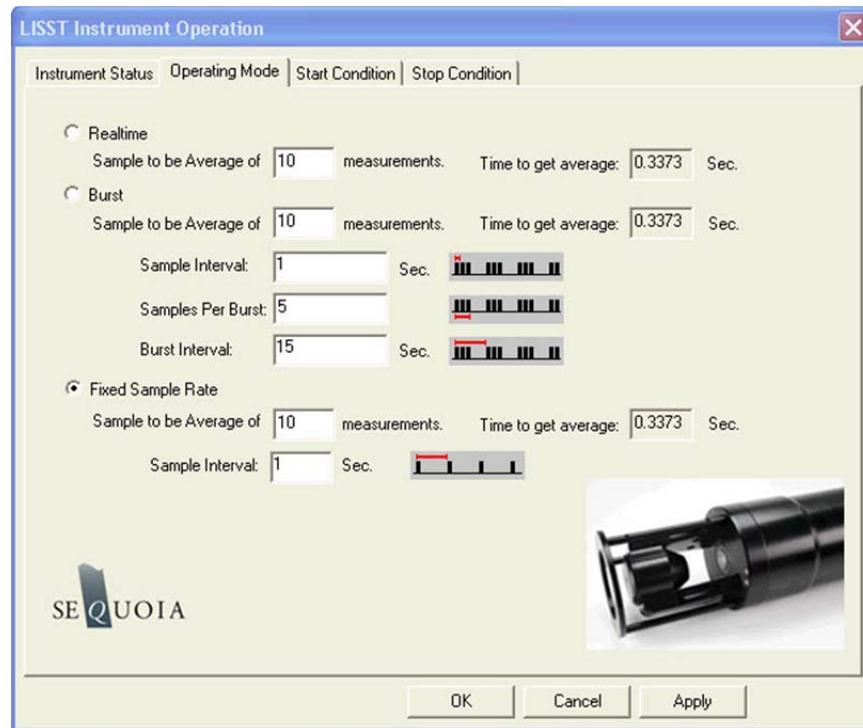 LISST Instrument Operation
Instrument Status Operating Mode Start Condition Stop Condition
Realtime
Sample to be Average of 10 measurements. Time to get average: 0.3373 Sec.
Burst
Sample to be Average of 10 measurements. Time to get average: 0.3373 Sec.
Sample Interval: 1 Sec.
Samples Per Burst: 5
Burst Interval: 15 Sec.
Fixed Sample Rate
Sample to be Average of 10 measurements. Time to get average: 0.3373 Sec.
Sample Interval: 1 Sec.
SEQUOIA
OK Cancel Apply